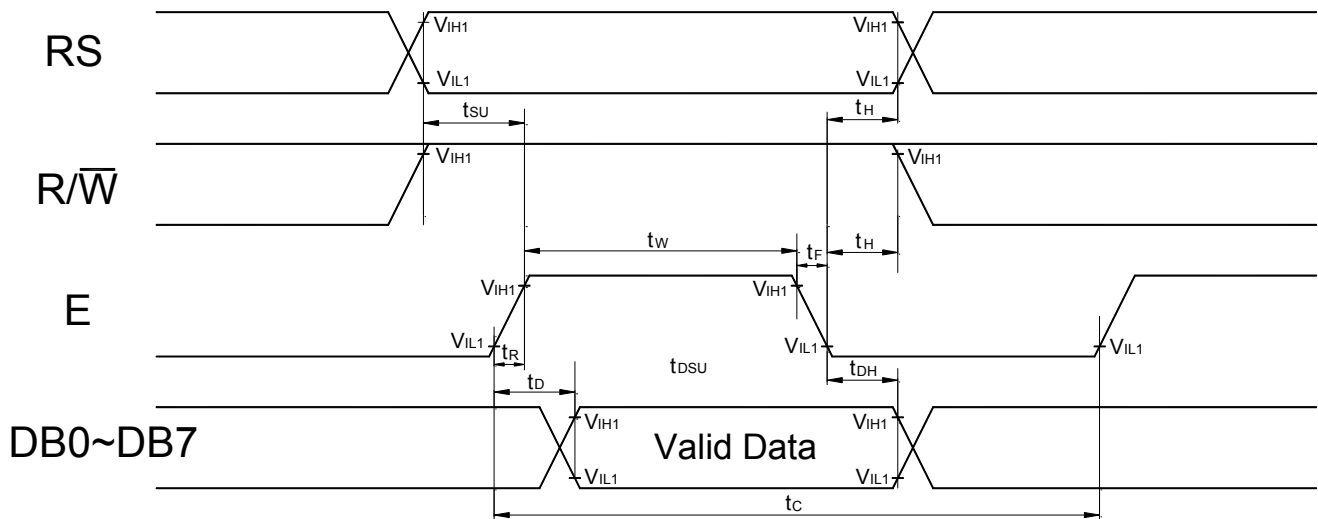 RS
VIH1
VIH1
VIL1
VIL1
tSU
tH
R/W̅
VIH1
VIH1
tW
tF
tH
E
VIH1
VIH1
VIL1
VIL1
VIL1
tR
tD
tDSU
tDH
DB0~DB7
VIH1
Valid Data
VIH1
VIL1
VIL1
tC